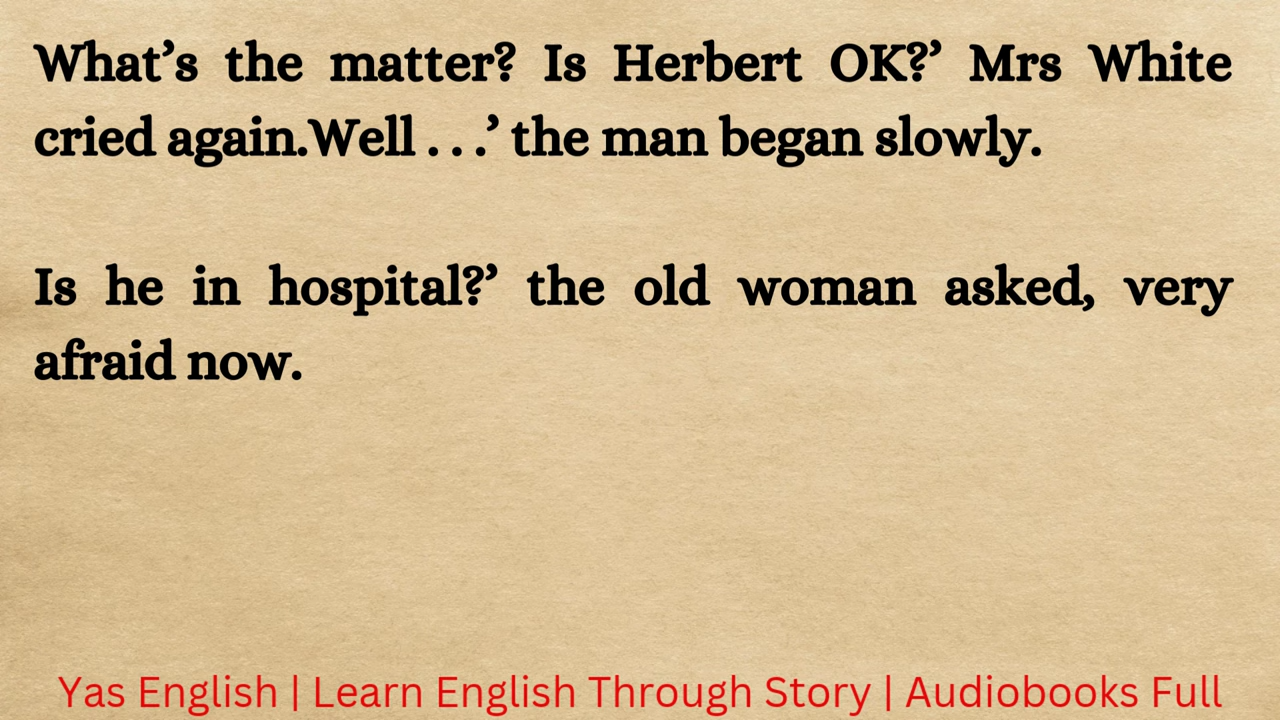 What’s the matter? Is Herbert OK?’ Mrs White
cried again.Well . . .’ the man began slowly.
Is he in hospital?’ the old woman asked, very
afraid now.
Yas English | Learn English Through Story | Audiobooks Full